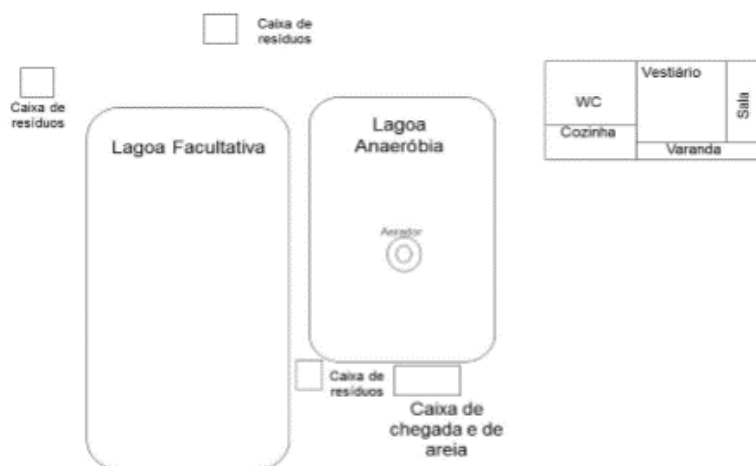 Caixa de
resíduos
Caixa de
resíduos
Lagoa Facultativa
Lagoa
Anaeróbia
Aerador
WC
Vestiário
Sala
Cozinha
Varanda
Caixa de
resíduos
Caixa de
chegada e de
areia